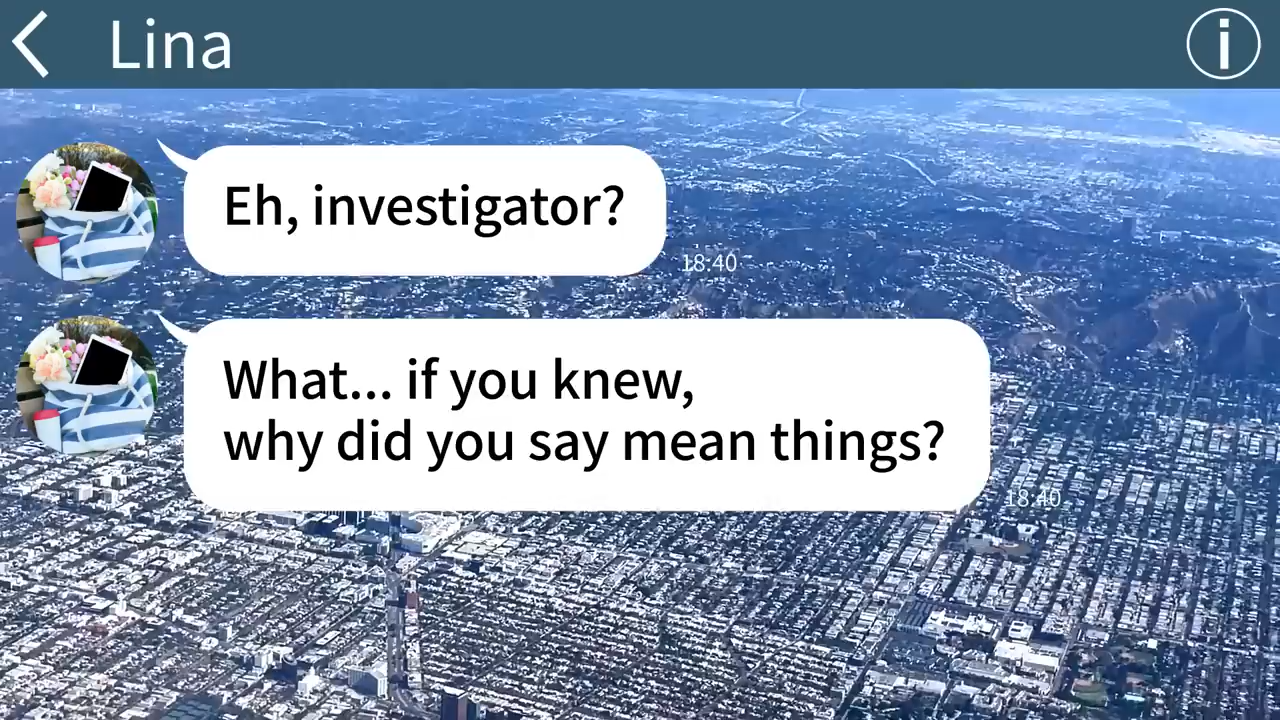 Lina
i
Eh, investigator?
18:40
What... if you knew,
why did you say mean things?
18:40